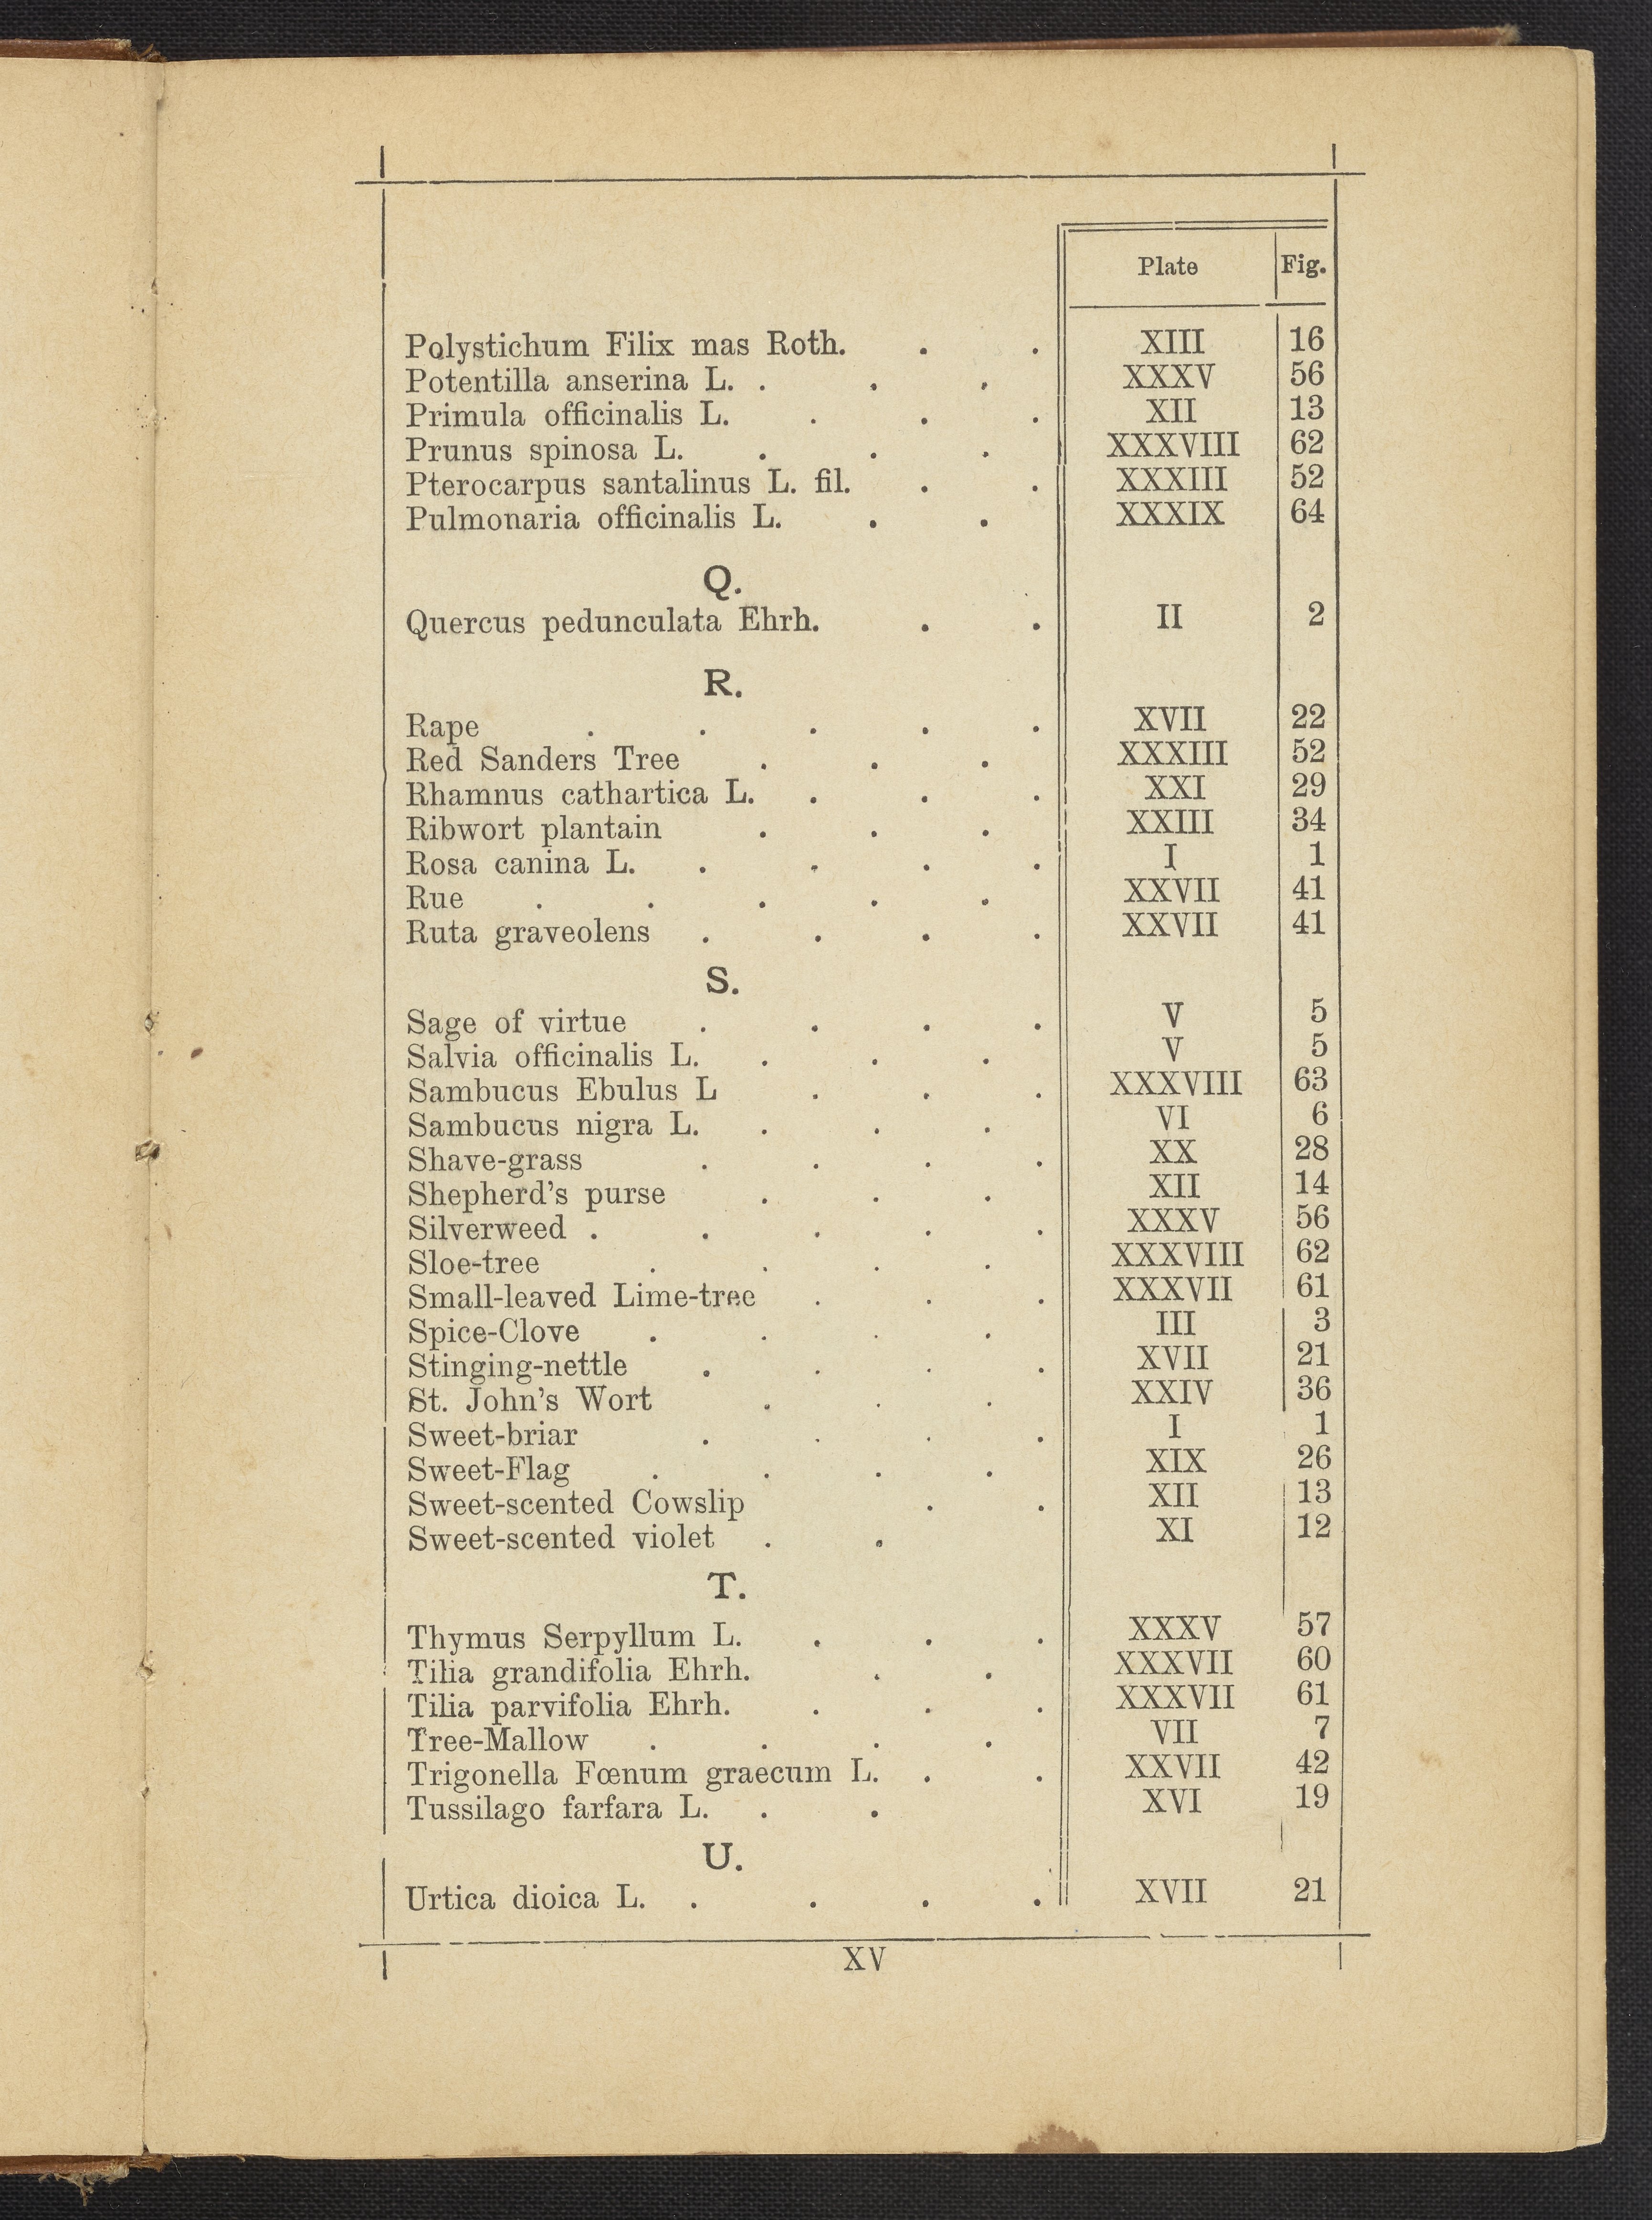 Plate Fig.
Polystichum Filix mas Roth. . . XIII 16
Potentilla anserina L. . . . XXXV 56
Primula officinalis L. . . . XII 13
Prunus spinosa L. . . . XXXVIII 62
Pterocarpus santalinus L. fil. . . XXXIII 52
Pulmonaria officinalis L. . . XXXIX 64
Q.
Quercus pedunculata Ehrh. . . II 2
R.
Rape . . . . . XVII 22
Red Sanders Tree . . . XXXIII 52
Rhamnus cathartica L. . . . XXI 29
Ribwort plantain . . . XXIII 34
Rosa canina L. . . . . I 1
Rue . . . . . XXVII 41
Ruta graveolens . . . . XXVII 41
S.
Sage of virtue . . . . V 5
Salvia officinalis L. . . . V 5
Sambucus Ebulus L . . . XXXVIII 63
Sambucus nigra L. . . . VI 6
Shave-grass . . . . XX 28
Shepherd's purse . . . XII 14
Silverweed . . . . . XXXV 56
Sloe-tree . . . . XXXVIII 62
Small-leaved Lime-tree . . . XXXVII 61
Spice-Clove . . . . III 3
Stinging-nettle . . . . XVII 21
St. John's Wort . . . XXIV 36
Sweet-briar . . . . I 1
Sweet-Flag . . . . XIX 26
Sweet-scented Cowslip . . XII 13
Sweet-scented violet . . XI 12
T.
Thymus Serpyllum L. . . . XXXV 57
Tilia grandifolia Ehrh. . . XXXVII 60
Tilia parvifolia Ehrh. . . . XXXVII 61
Tree-Mallow . . . . VII 7
Trigonella Fœnum graecum L. . . XXVII 42
Tussilago farfara L. . . XVI 19
U.
Urtica dioica L. . . . . XVII 21
XV